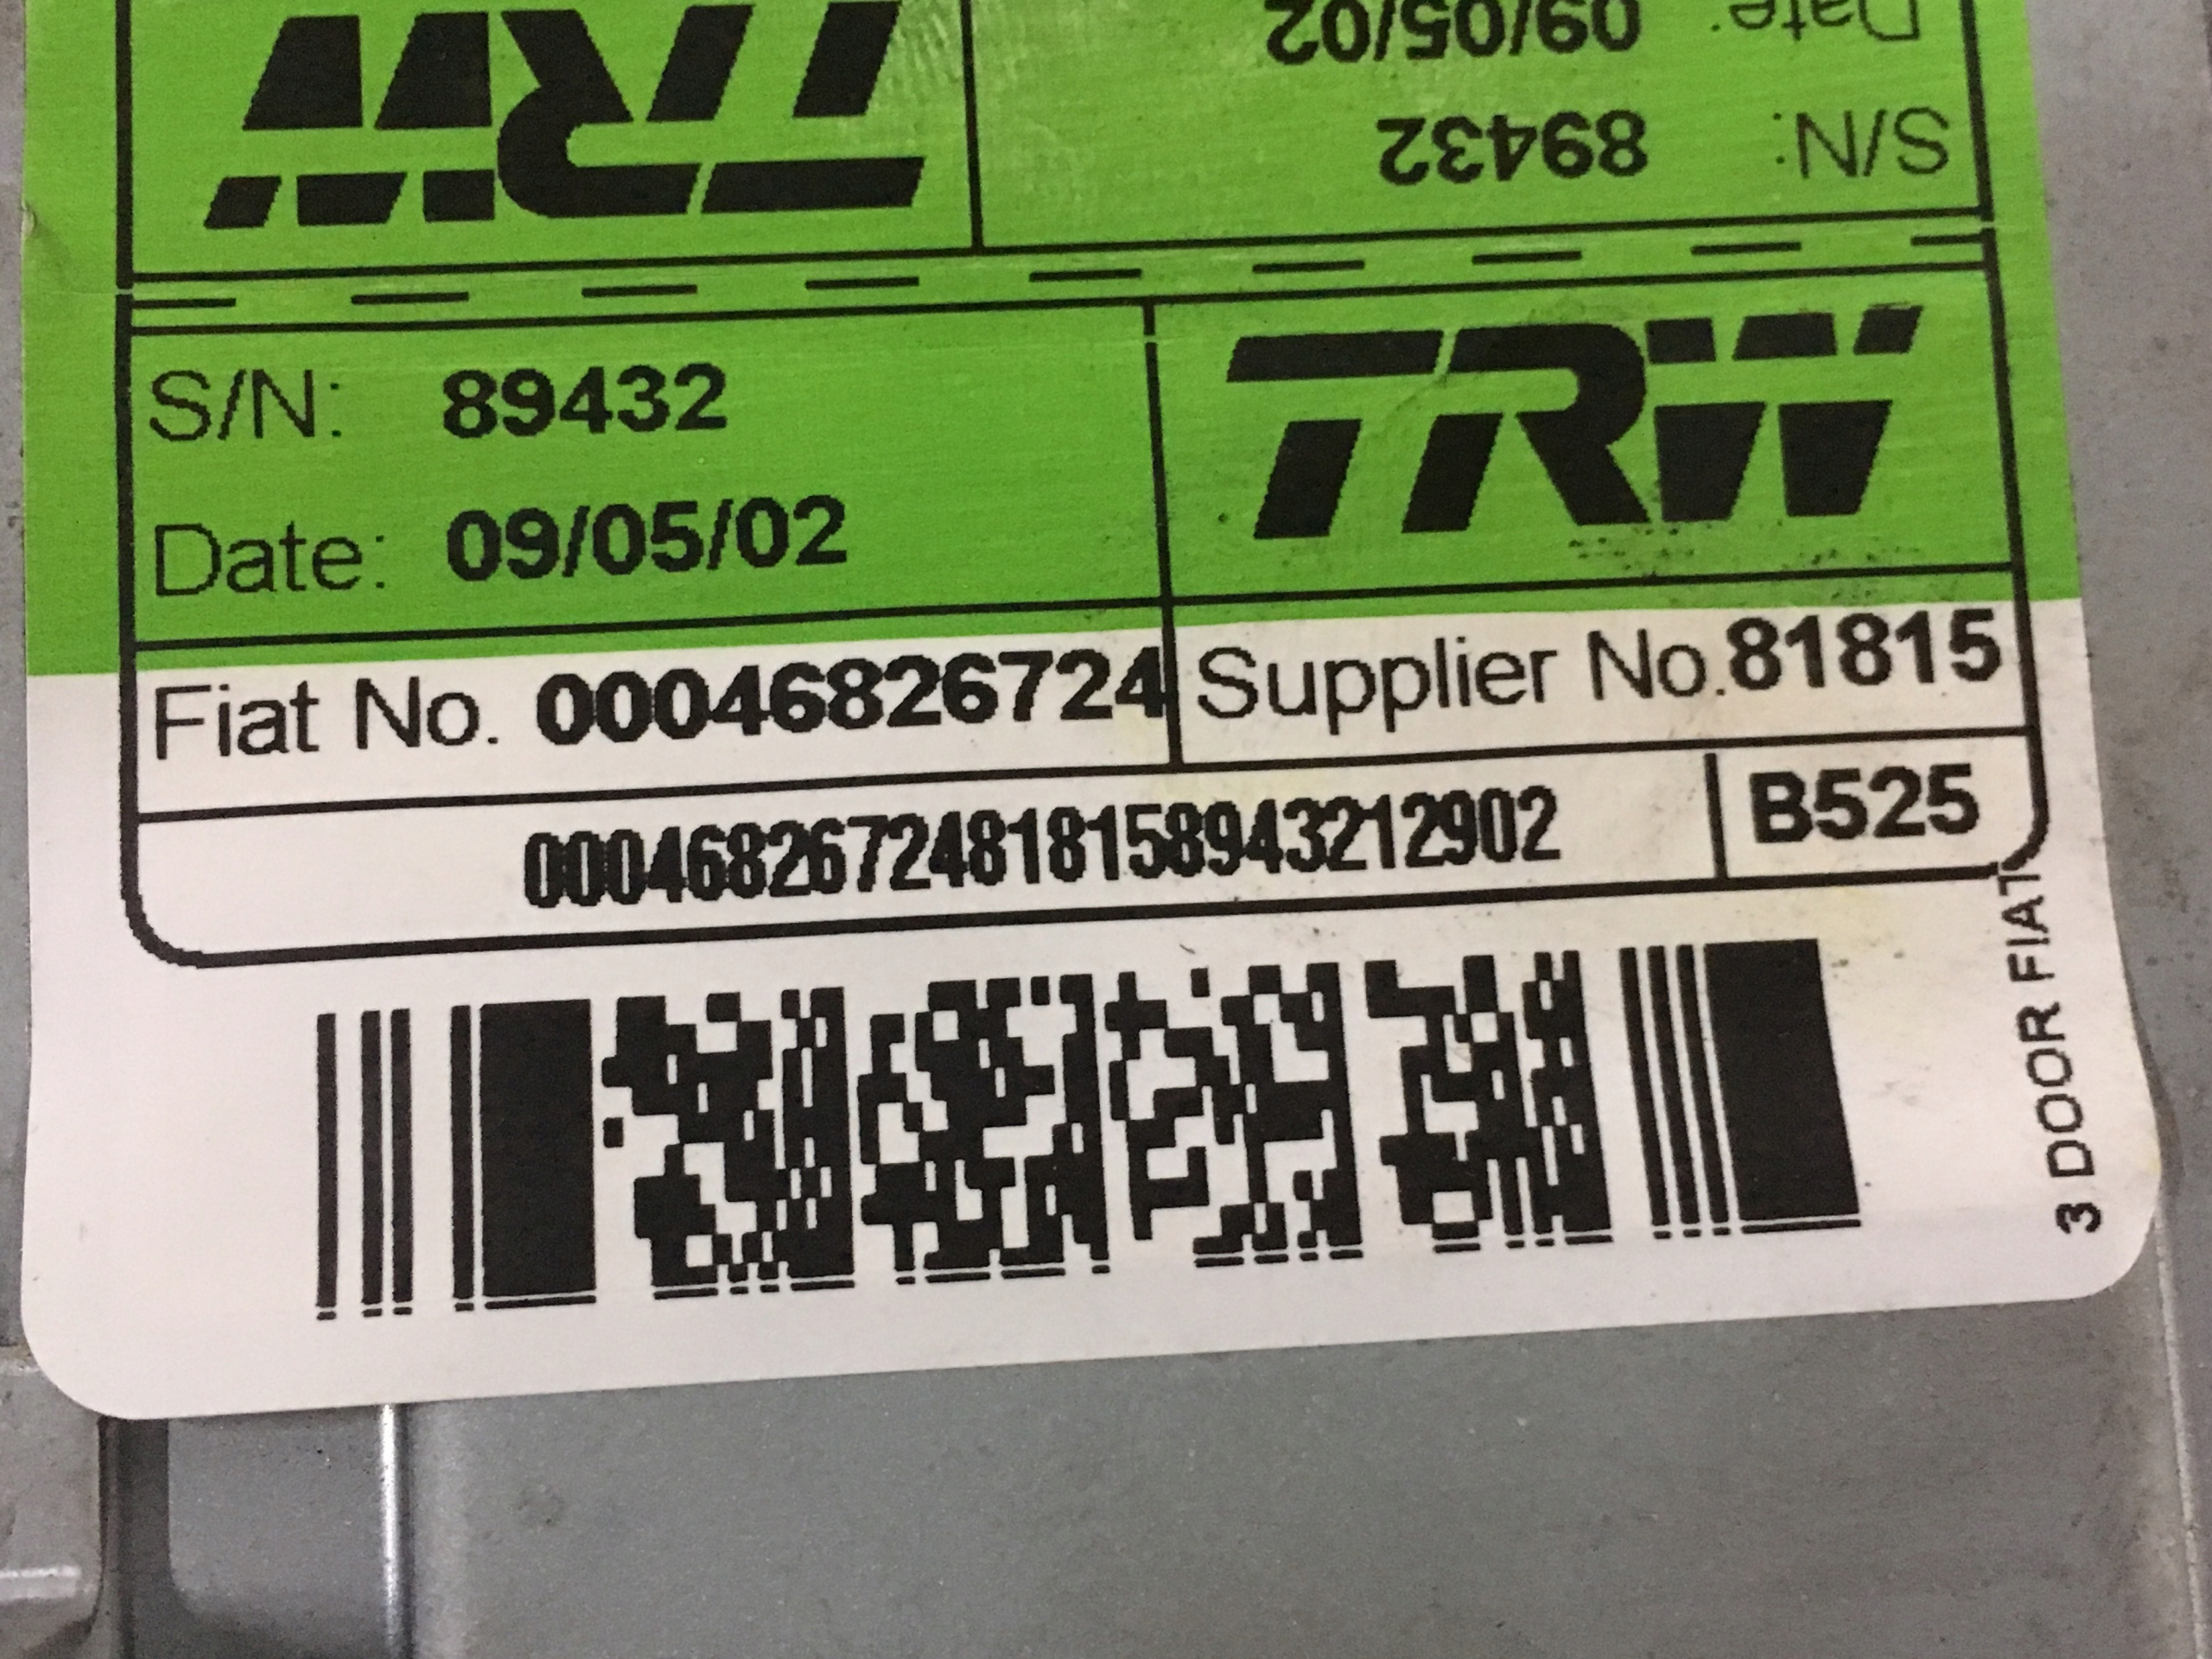 Date: 09/05/02
S/N: 89432
TRW
S/N: 89432
TRW
Date: 09/05/02
Fiat No. 00046826724
Supplier No.81815
00046826724818158943212902
B525
3 DOOR FIAT